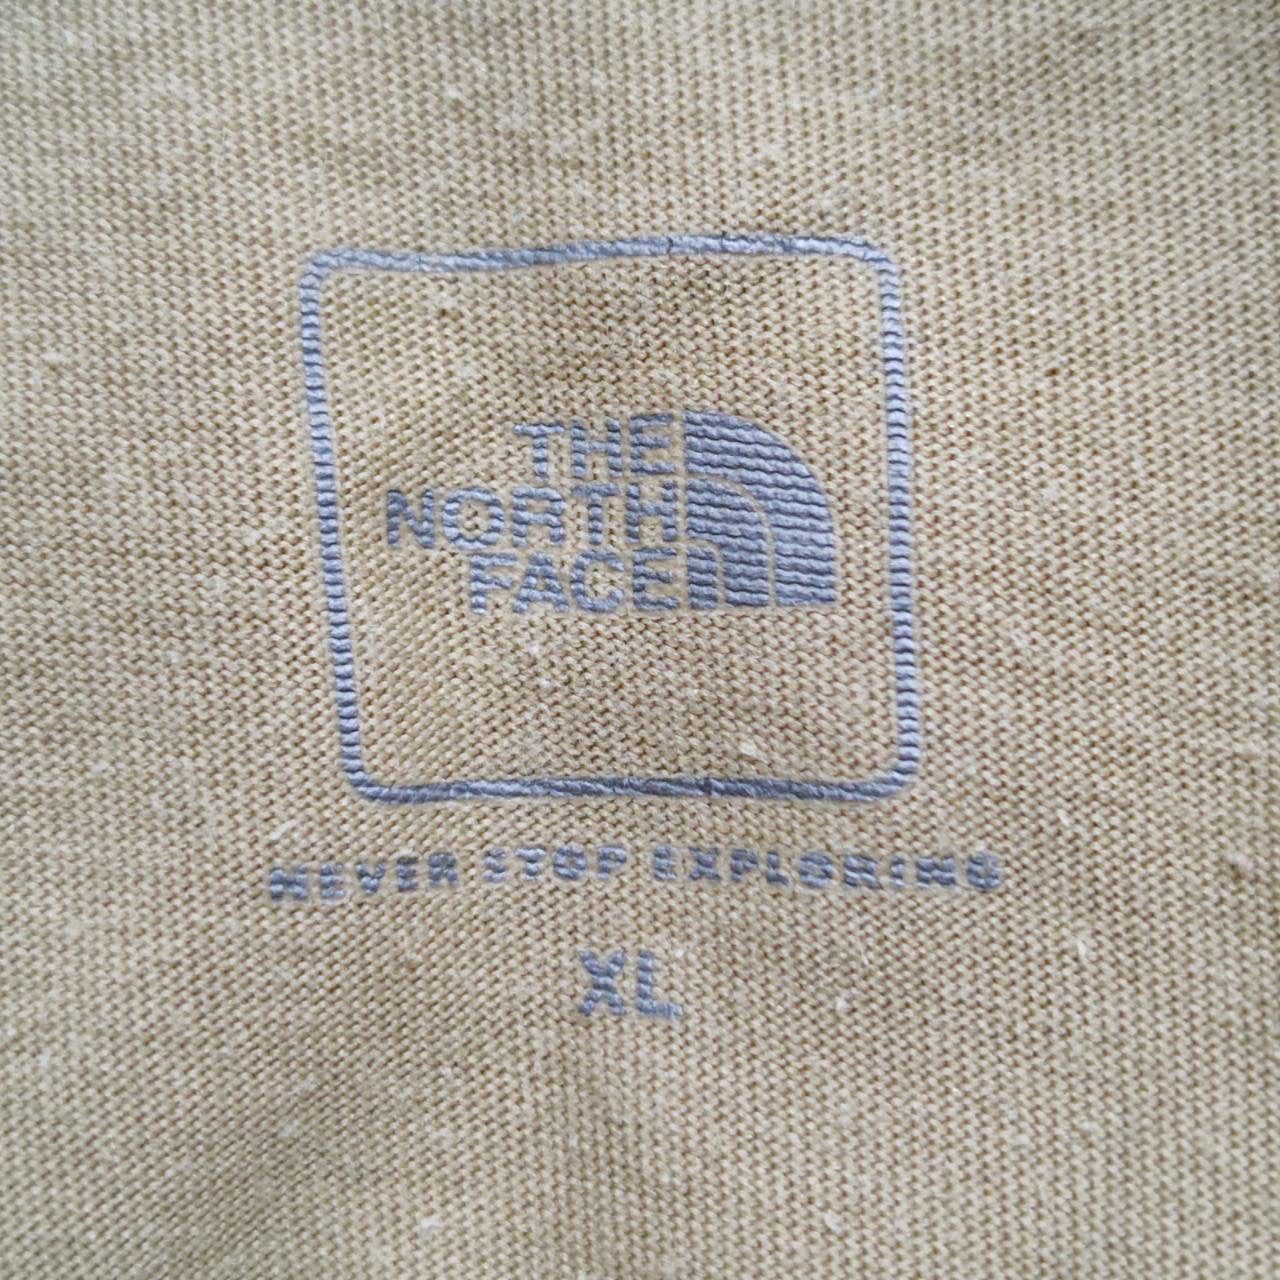 THE
NORTH
FACE
NEVER STOP EXPLORING
XL